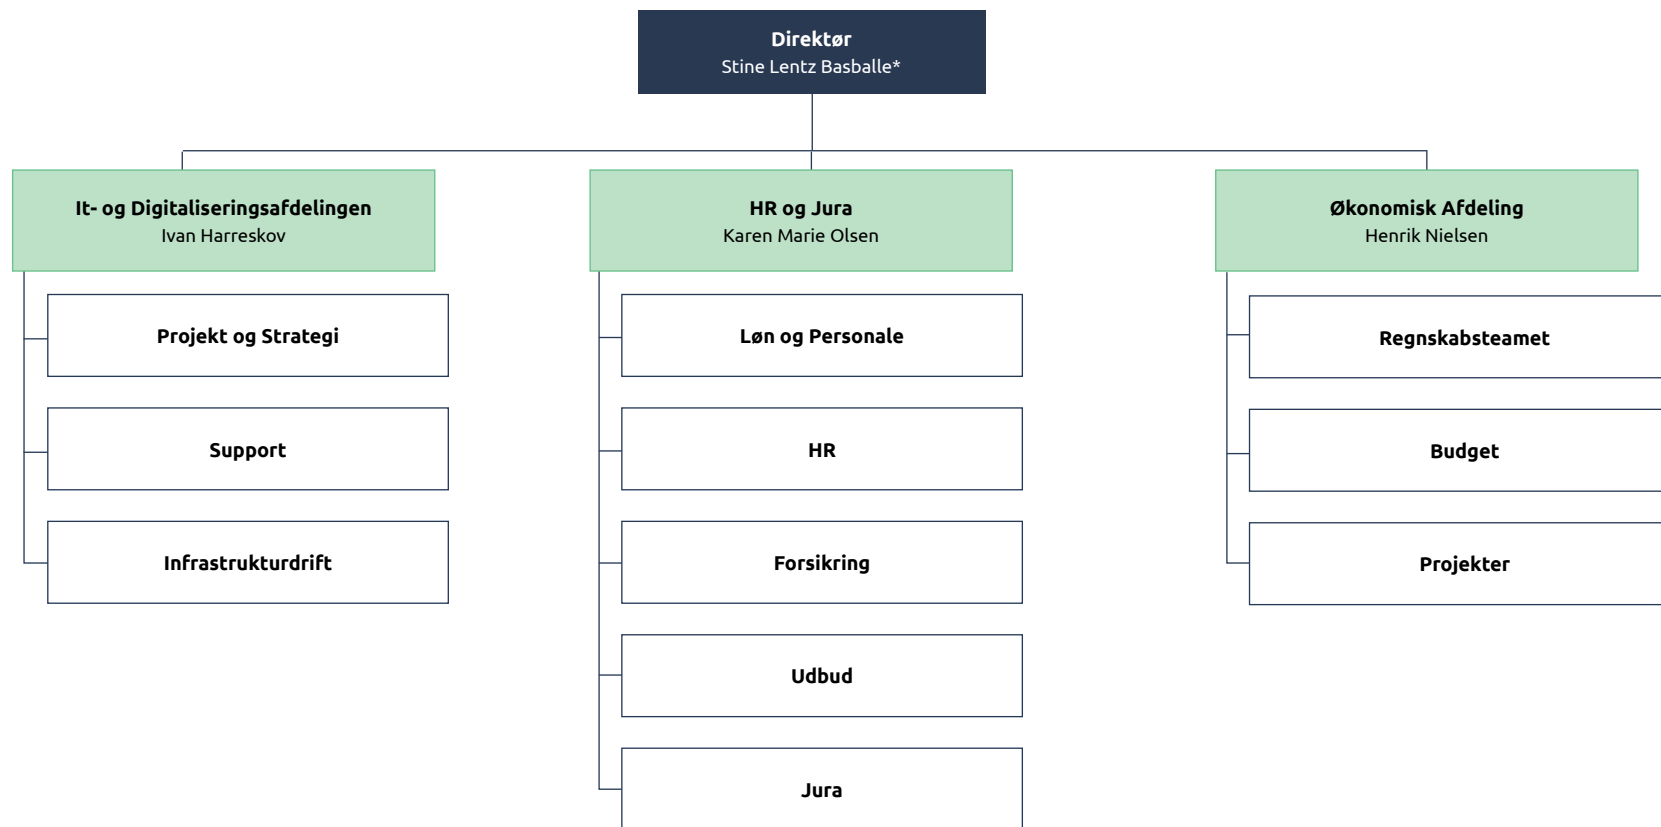 Direktør
Stine Lentz Basballe*
It- og Digitaliseringsafdelingen
Ivan Harreskov
Projekt og Strategi
Support
Infrastrukturdrift
HR og Jura
Karen Marie Olsen
Løn og Personale
HR
Forsikring
Udbud
Jura
Økonomisk Afdeling
Henrik Nielsen
Regnskabsteamet
Budget
Projekter